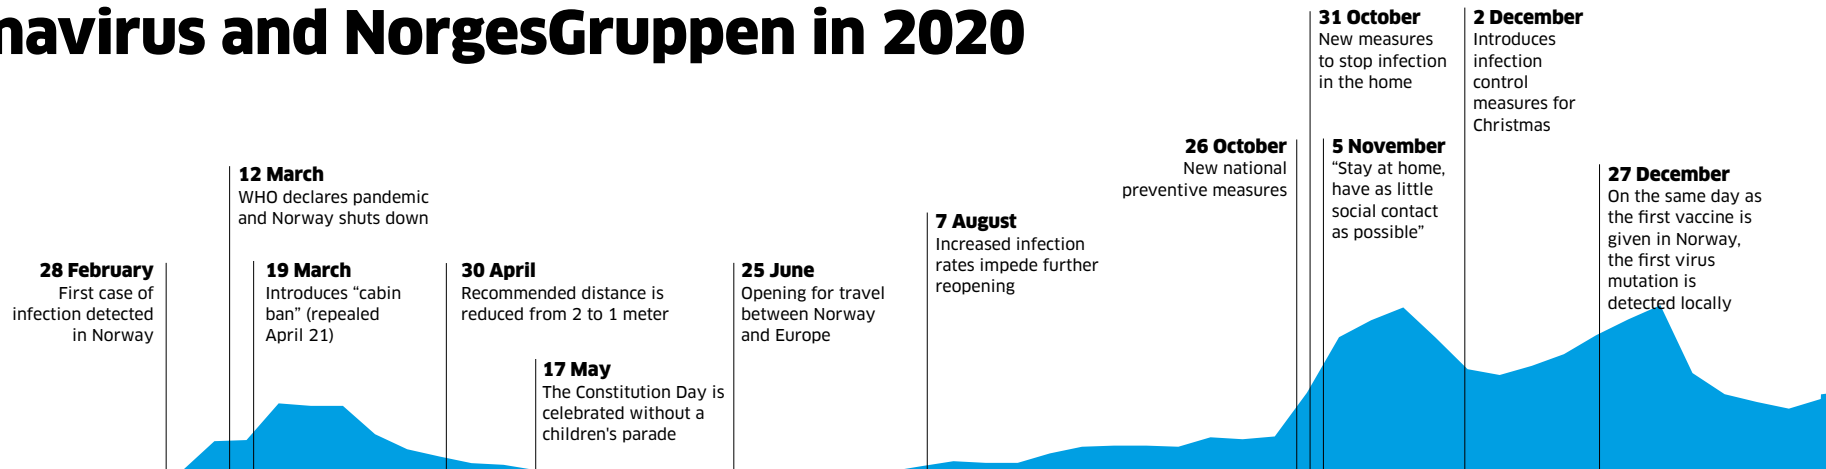 and NorgesGruppen in 2020
28 February
First case of
infection detected
in Norway
12 March
WHO declares pandemic
and Norway shuts down
19 March
Introduces “cabin
ban” (repealed
April 21)
30 April
Recommended distance is
reduced from 2 to 1 meter
17 May
The Constitution Day is
celebrated without a
children's parade
25 June
Opening for travel
between Norway
and Europe
7 August
Increased infection
rates impede further
reopening
26 October
New national
preventive measures
31 October
New measures
to stop infection
in the home
5 November
“Stay at home,
have as little
social contact
as possible”
2 December
Introduces
infection
control
measures for
Christmas
27 December
On the same day as
the first vaccine is
given in Norway,
the first virus
mutation is
detected locally